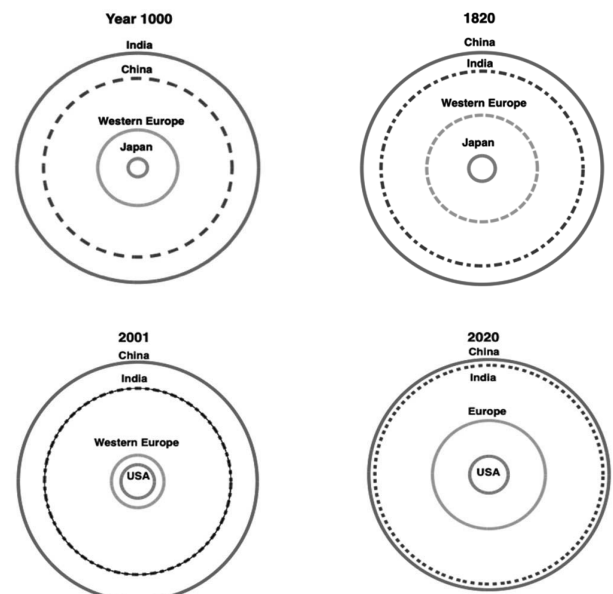 Year 1000
India
China
Western Europe
Japan
1820
China
India
Western Europe
Japan
2001
China
India
Western Europe
USA
2020
China
India
Europe
USA